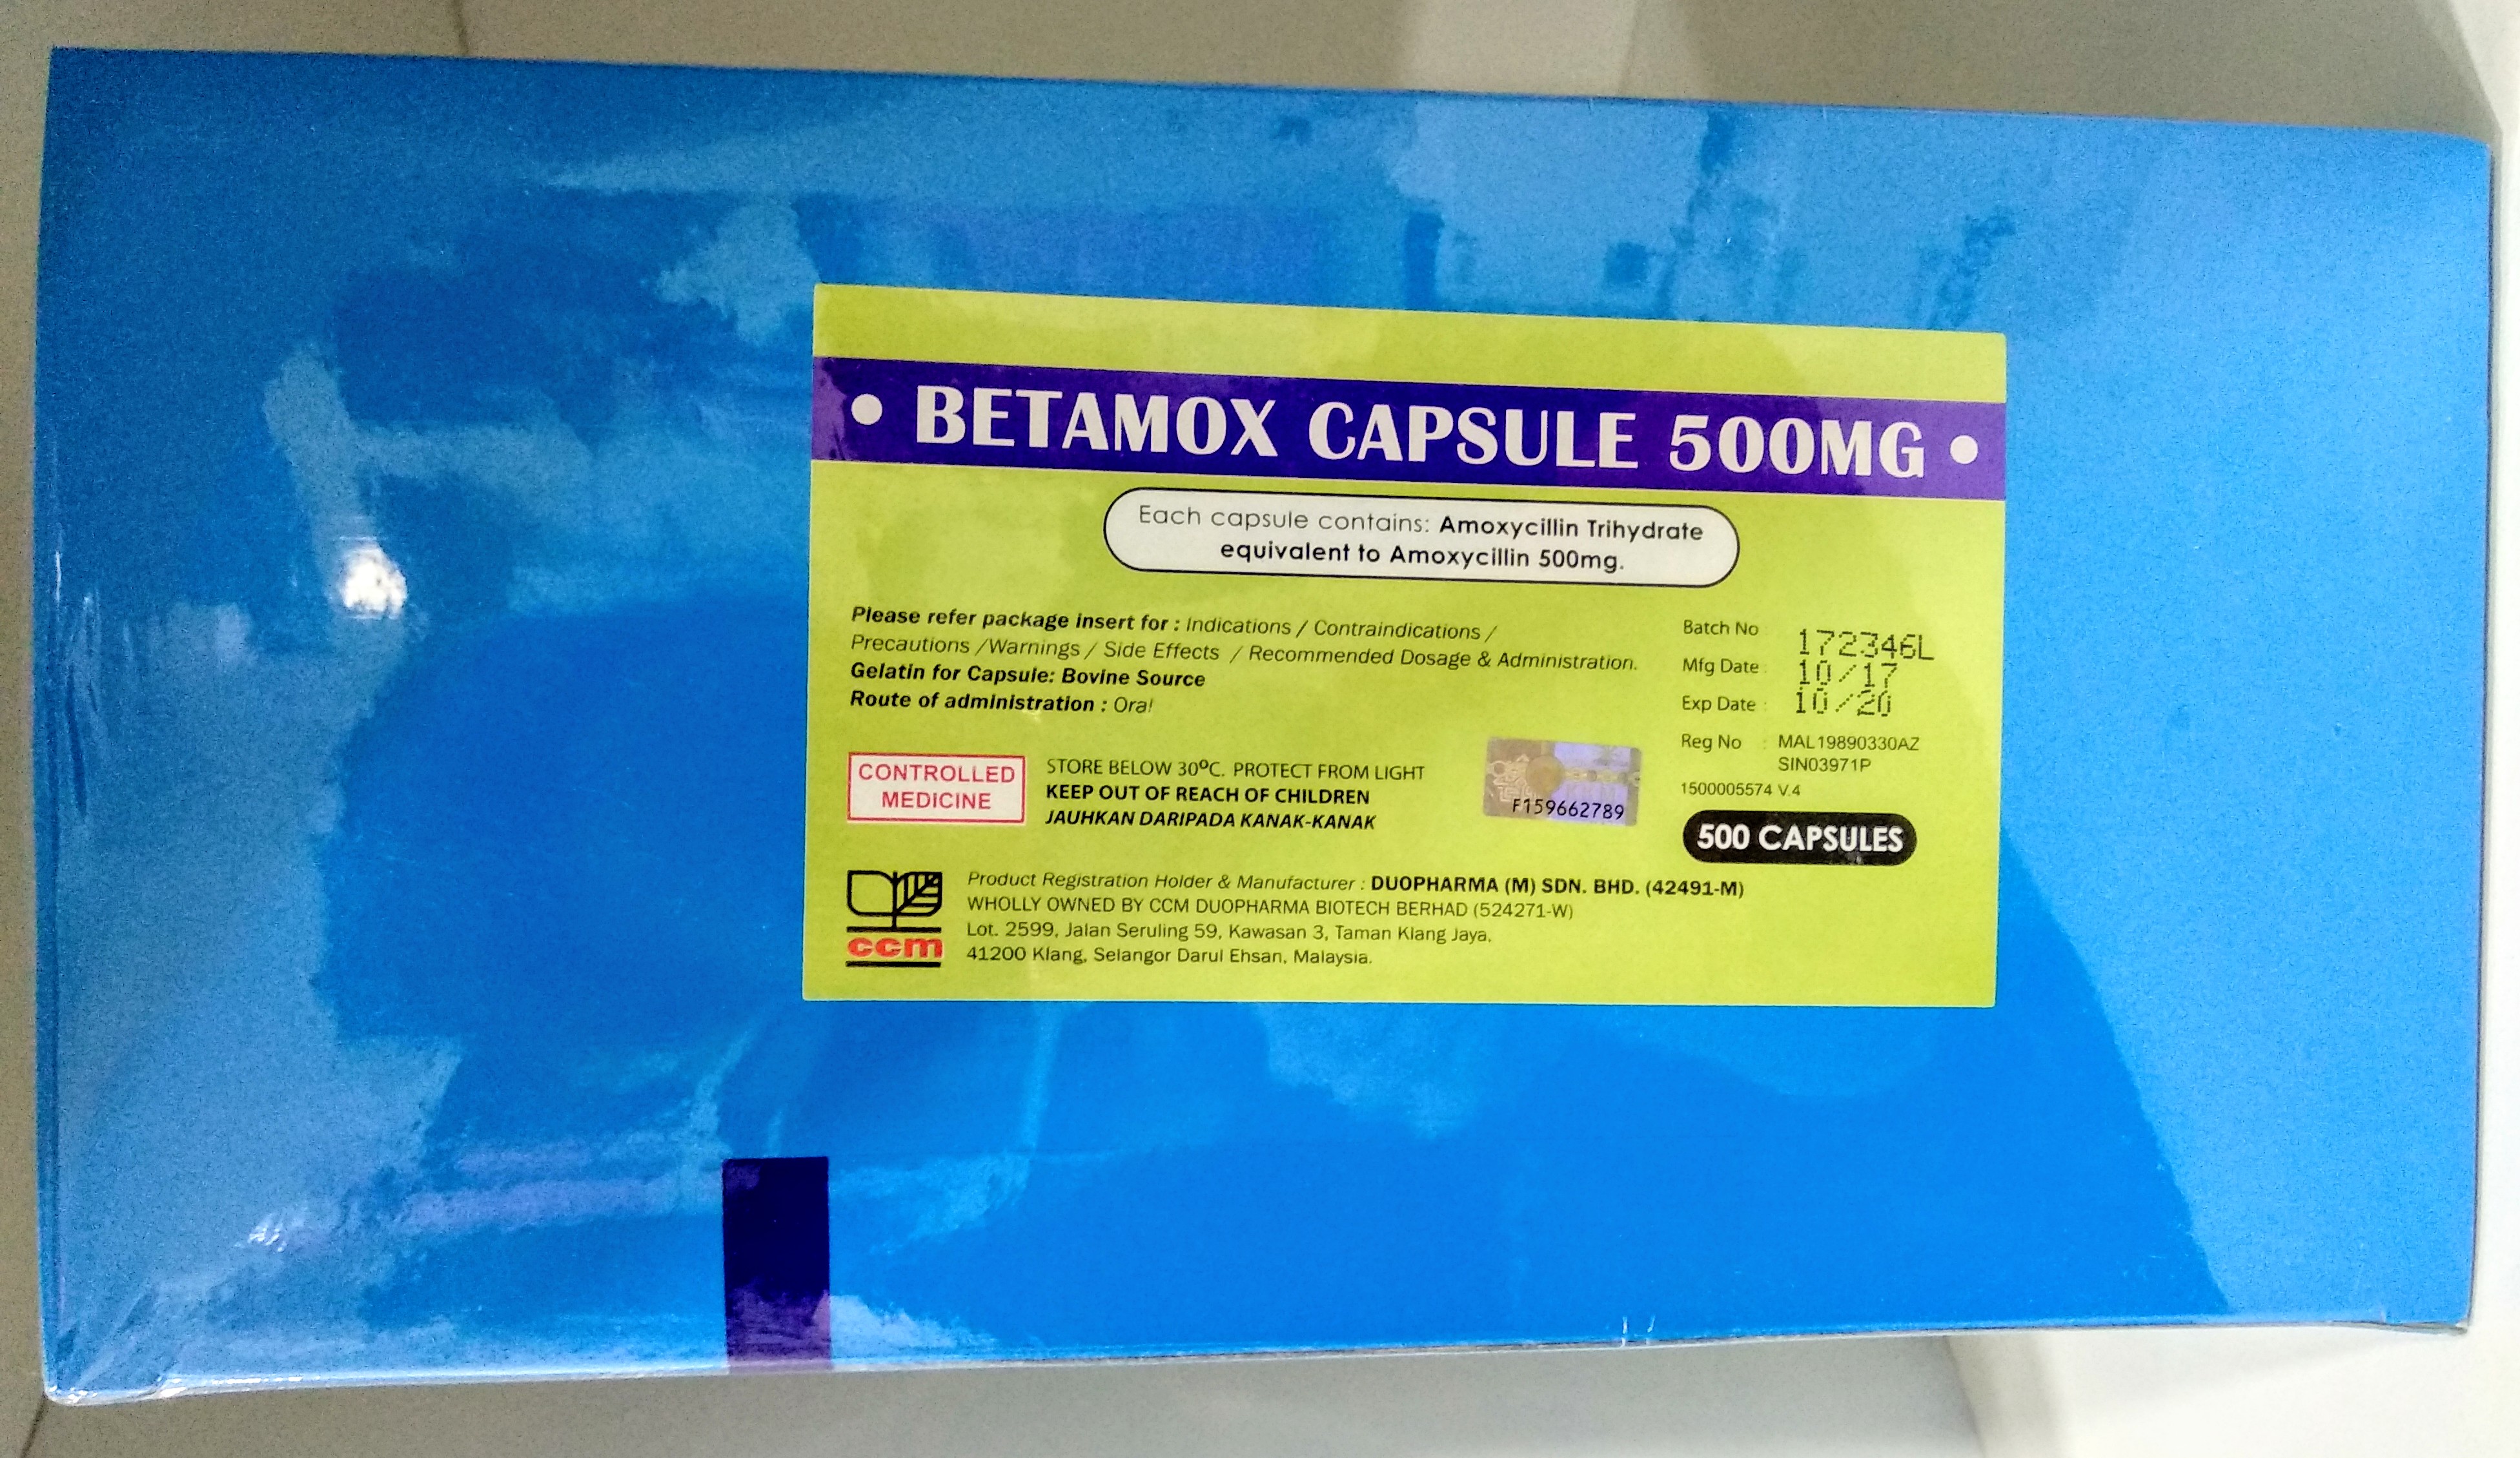 • BETAMOX CAPSULE 500MG •
Each capsule contains: Amoxycillin Trihydrate
equivalent to Amoxycillin 500mg.
Please refer package insert for : Indications / Contraindications /
Precautions /Warnings / Side Effects / Recommended Dosage & Administration.
Gelatin for Capsule: Bovine Source
Route of administration : Oral
Batch No 172346L
Mfg Date : 10/17
Exp Date : 10/20
Reg No : MAL19890330AZ
SIN03971P
1500005574 V.4
500 CAPSULES
CONTROLLED
MEDICINE
STORE BELOW 30ºC. PROTECT FROM LIGHT
KEEP OUT OF REACH OF CHILDREN
JAUHKAN DARIPADA KANAK-KANAK
F159662789
ccm
Product Registration Holder & Manufacturer : DUOPHARMA (M) SDN. BHD. (42491-M)
WHOLLY OWNED BY CCM DUOPHARMA BIOTECH BERHAD (524271-W)
Lot. 2599, Jalan Seruling 59, Kawasan 3, Taman Klang Jaya,
41200 Klang, Selangor Darul Ehsan, Malaysia.